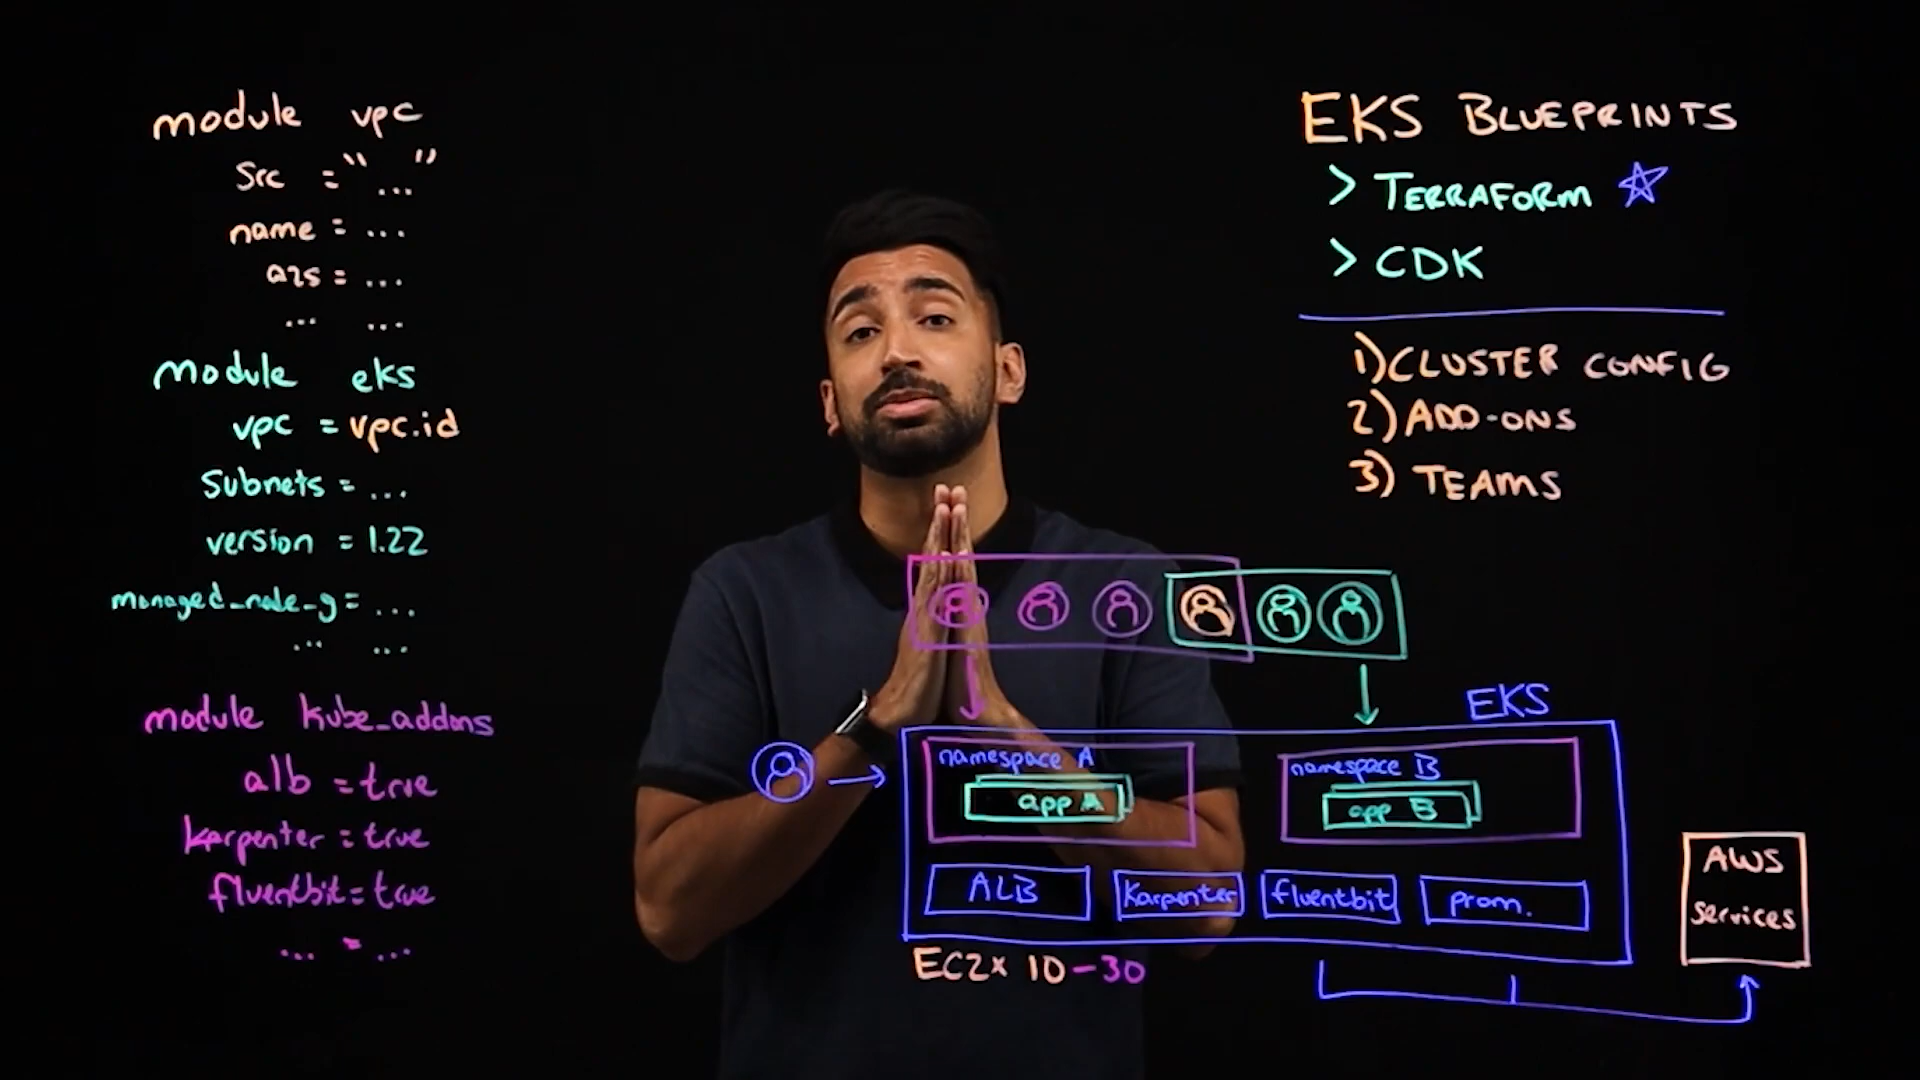 module vpc
src = "..."
name = ...
azs = ...
... ...
module eks
vpc = vpc.id
Subnets = ...
version = 1.22
managed_node_g = ...
... ...
module kube_addons
alb = true
karpenter = true
fluentbit = true
... = ...
EKS BLUEPRINTS
> TERRAFORM
> CDK
1) CLUSTER CONFIG
2) ADD-ONS
3) TEAMS
EKS
namespace A
app A
namespace B
app B
ALB
Karpenter
fluentbit
prom.
EC2x 10-30
AWS
Services